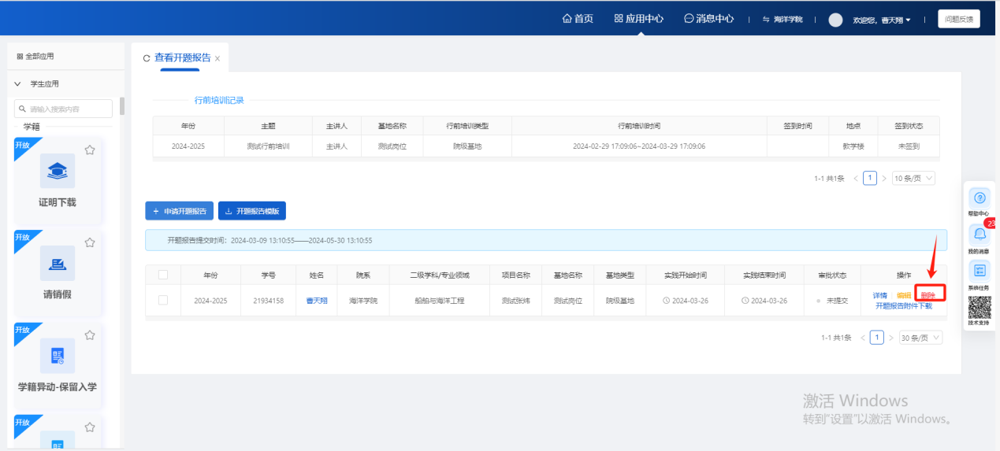 首页 应用中心 消息中心 海洋学院 欢迎您, 曹天翔 问题反馈
全部应用
学生应用
请输入搜索内容
学籍
开放
证明下载
开放
请销假
开放
学籍异动-保留入学
开放
查看开题报告
行前培训记录
年份 主题 主讲人 基地名称 行前培训类型 行前培训时间 签到时间 地点 签到状态
2024-2025 测试行前培训 主讲人 测试岗位 院级基地 2024-02-29 17:09:06~2024-03-29 17:09:06 教学楼 未签到
1-1 共1条 < 1 > 10 条/页
+ 申请开题报告 开题报告模版
开题报告提交时间: 2024-03-09 13:10:55——2024-05-30 13:10:55
年份 学号 姓名 院系 二级学科/专业领域 项目名称 基地名称 基地类型 实践开始时间 实践结束时间 审批状态 操作
2024-2025 21934158 曹天翔 海洋学院 船舶与海洋工程 测试张炜 测试岗位 院级基地 2024-03-26 2024-03-26 未提交 详情 编辑 删除
开题报告附件下载
1-1 共1条 < 1 > 30 条/页
帮助中心
23
我的消息
系统任务
技术支持
激活 Windows
转到"设置"以激活 Windows。